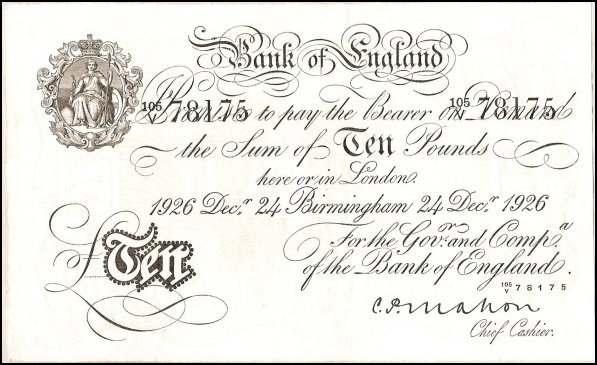 Bank of England
105/V 78175 105/V 78175
I Promise to pay the Bearer on Demand
the Sum of Ten Pounds
here or in London.
1926 Decr. 24 Birmingham 24 Decr. 1926
For the Govr. and Compa.
of the Bank of England.
£Ten
105/V 78175
C.P. Mahon
Chief Cashier.